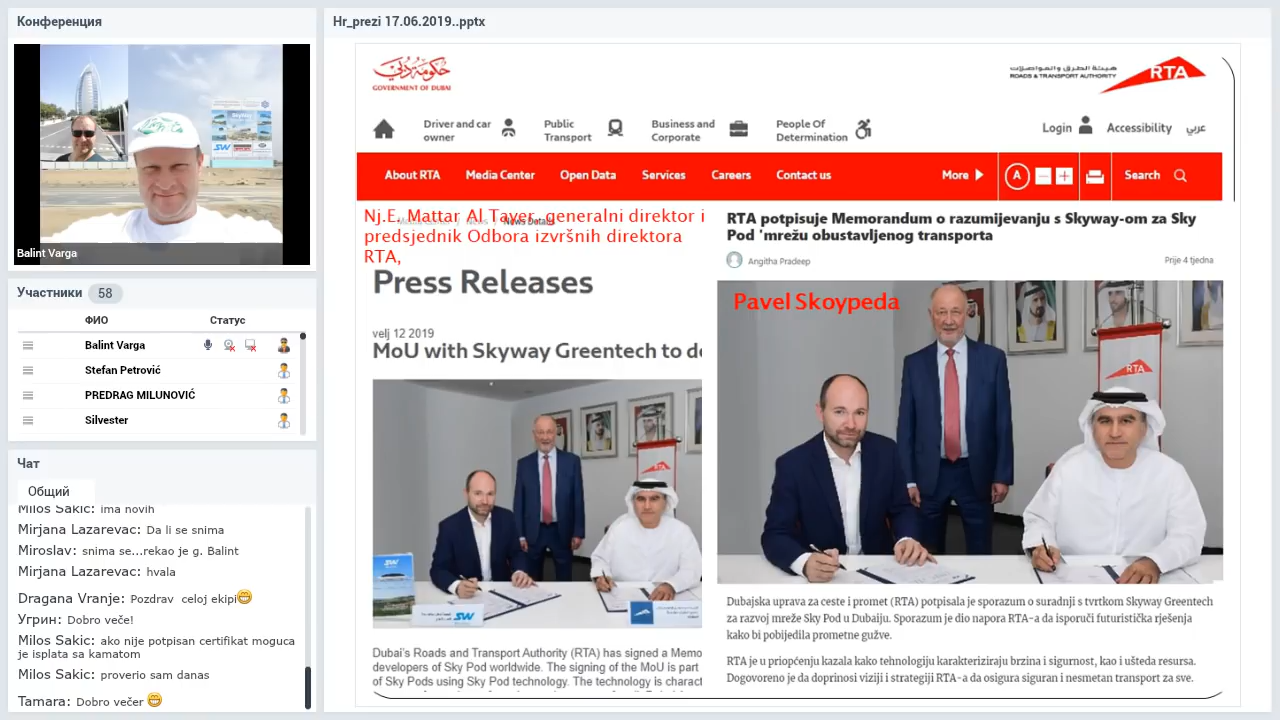 Конференция
Balint Varga
Участники 58
ФИО Статус
Balint Varga
Stefan Petrović
PREDRAG MILUNOVIĆ
Silvester
Чат
Общий
Milos Sakic: ima novih
Mirjana Lazarevac: Da li se snima
Miroslav: snima se...rekao je g. Balint
Mirjana Lazarevac: hvala
Dragana Vranje: Pozdrav celoj ekipi
Угрин: Dobro veče!
Milos Sakic: ako nije potpisan certifikat moguca
je isplata sa kamatom
Milos Sakic: proverio sam danas
Tamara: Dobro večer
Hr_prezi 17.06.2019..pptx
حكومة دبي
GOVERNMENT OF DUBAI
هيئة الطرق والمواصلات
ROADS & TRANSPORT AUTHORITY
RTA
Driver and car
owner
Public
Transport
Business and
Corporate
People Of
Determination
Login Accessibility عربي
About RTA Media Center Open Data Services Careers Contact us More A Search
Nj.E. Mattar Al Tayer, generalni direktor i
predsjednik Odbora izvršnih direktora
RTA,
News Details
Press Releases
velj 12 2019
MoU with Skyway Greentech to d
SW
RTA
Dubai's Roads and Transport Authority (RTA) has signed a Memo
developers of Sky Pod worldwide. The signing of the MoU is part
of Sky Pods using Sky Pod technology. The technology is charact
RTA potpisuje Memorandum o razumijevanju s Skyway-om za Sky
Pod 'mrežu obustavljenog transporta
Angitha Pradeep Prije 4 tjedna
Pavel Skoypeda
RTA
Dubajska uprava za ceste i promet (RTA) potpisala je sporazum o suradnji s tvrtkom Skyway Greentech
za razvoj mreže Sky Pod u Dubaiju. Sporazum je dio napora RTA-a da isporuči futuristička rješenja
kako bi pobijedila prometne gužve.
RTA je u priopćenju kazala kako tehnologiju karakteriziraju brzina i sigurnost, kao i ušteda resursa.
Dogovoreno je da doprinosi viziji i strategiji RTA-a da osigura siguran i nesmetan transport za sve.